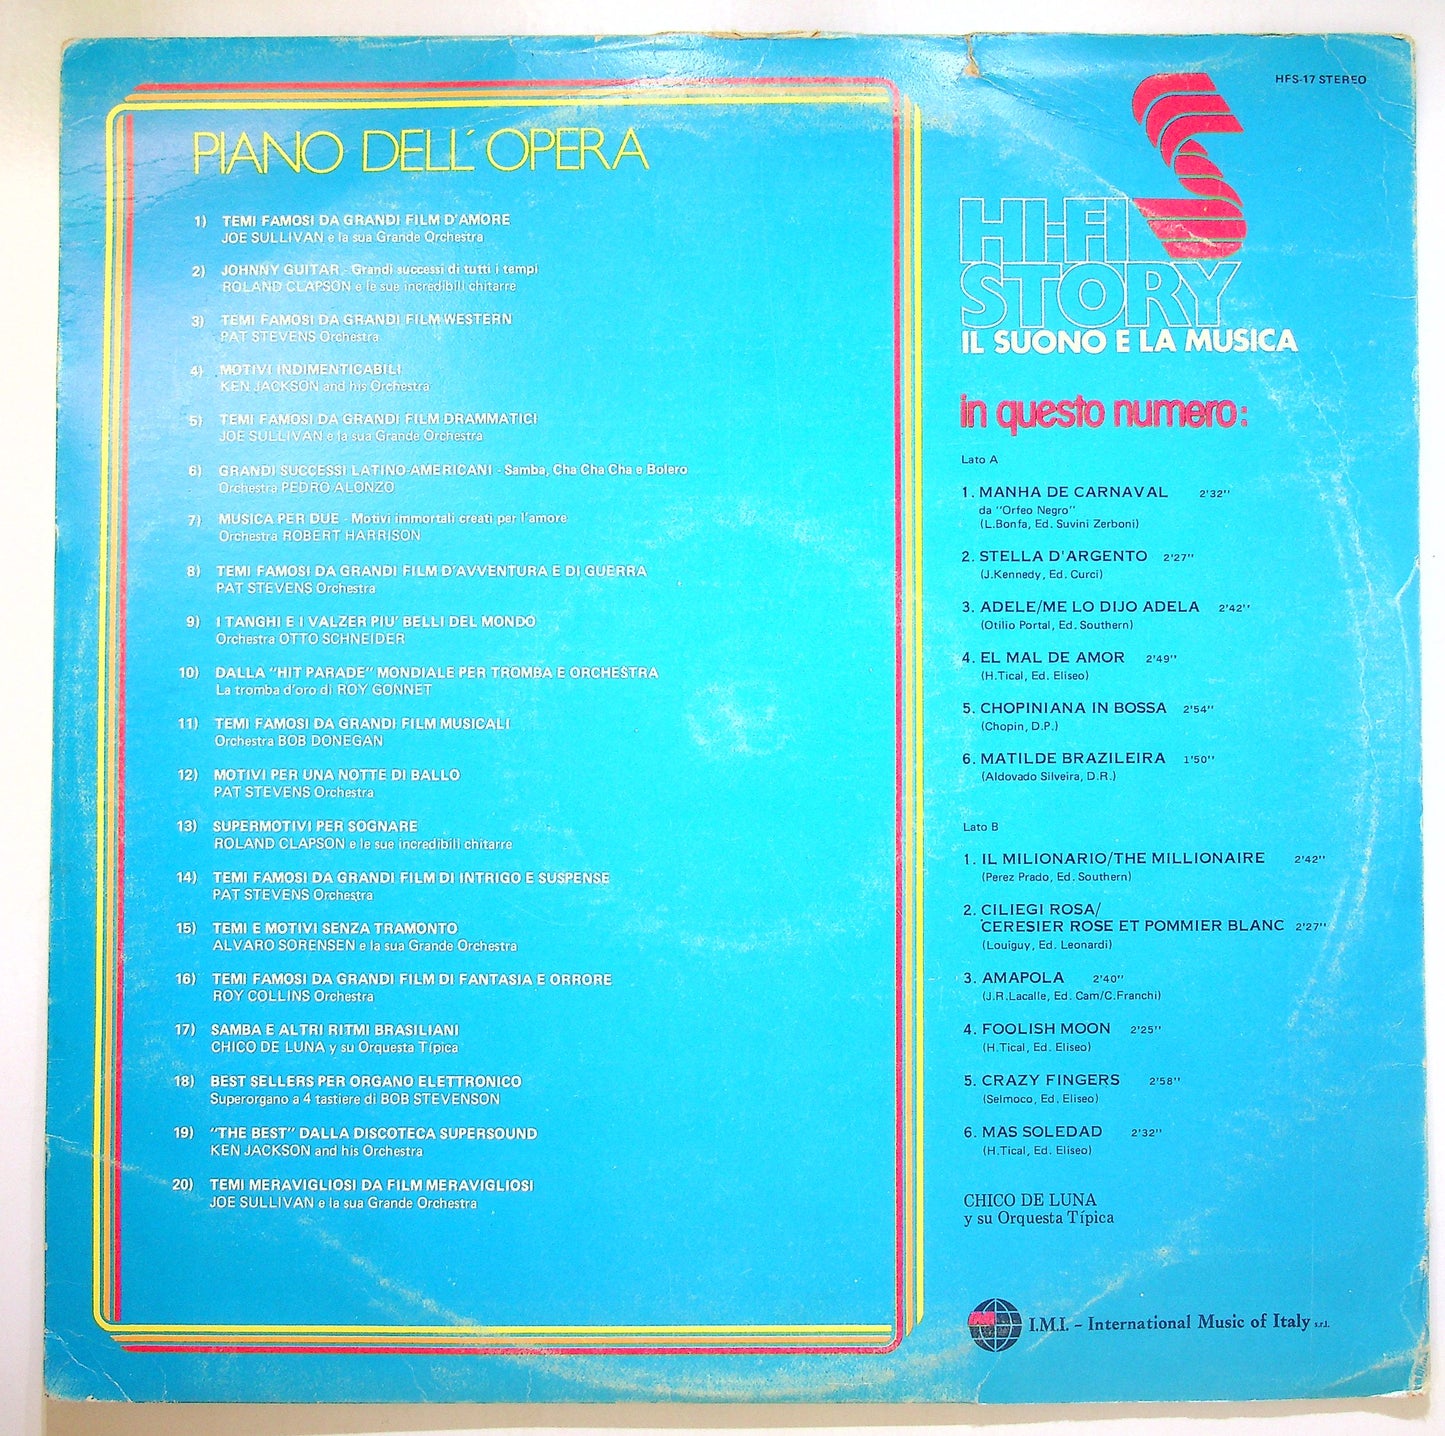 PIANO DELL'OPERA
1) TEMI FAMOSI DA GRANDI FILM D'AMORE
JOE SULLIVAN e la sua Grande Orchestra
2) JOHNNY GUITAR - Grandi successi di tutti i tempi
ROLAND CLAPSON e le sue incredibili chitarre
3) TEMI FAMOSI DA GRANDI FILM WESTERN
PAT STEVENS Orchestra
4) MOTIVI INDIMENTICABILI
KEN JACKSON and his Orchestra
5) TEMI FAMOSI DA GRANDI FILM DRAMMATICI
JOE SULLIVAN e la sua Grande Orchestra
6) GRANDI SUCCESSI LATINO-AMERICANI - Samba, Cha Cha Cha e Bolero
Orchestra PEDRO ALONZO
7) MUSICA PER DUE - Motivi immortali creati per l'amore
Orchestra ROBERT HARRISON
8) TEMI FAMOSI DA GRANDI FILM D'AVVENTURA E DI GUERRA
PAT STEVENS Orchestra
9) I TANGHI E I VALZER PIU' BELLI DEL MONDO
Orchestra OTTO SCHNEIDER
10) DALLA "HIT PARADE" MONDIALE PER TROMBA E ORCHESTRA
La tromba d'oro di ROY GONNET
11) TEMI FAMOSI DA GRANDI FILM MUSICALI
Orchestra BOB DONEGAN
12) MOTIVI PER UNA NOTTE DI BALLO
PAT STEVENS Orchestra
13) SUPERMOTIVI PER SOGNARE
ROLAND CLAPSON e le sue incredibili chitarre
14) TEMI FAMOSI DA GRANDI FILM DI INTRIGO E SUSPENSE
PAT STEVENS Orchestra
15) TEMI E MOTIVI SENZA TRAMONTO
ALVARO SORENSEN e la sua Grande Orchestra
16) TEMI FAMOSI DA GRANDI FILM DI FANTASIA E ORRORE
ROY COLLINS Orchestra
17) SAMBA E ALTRI RITMI BRASILIANI
CHICO DE LUNA y su Orquesta Típica
18) BEST SELLERS PER ORGANO ELETTRONICO
Superorgano a 4 tastiere di BOB STEVENSON
19) "THE BEST" DALLA DISCOTECA SUPERSOUND
KEN JACKSON and his Orchestra
20) TEMI MERAVIGLIOSI DA FILM MERAVIGLIOSI
JOE SULLIVAN e la sua Grande Orchestra
HFS-17 STEREO
HI-FI
STORY
IL SUONO E LA MUSICA
in questo numero:
Lato A
1. MANHA DE CARNAVAL 2'32"
da "Orfeo Negro"
(L.Bonfa, Ed. Suvini Zerboni)
2. STELLA D'ARGENTO 2'27"
(J.Kennedy, Ed. Curci)
3. ADELE/ME LO DIJO ADELA 2'42"
(Otilio Portal, Ed. Southern)
4. EL MAL DE AMOR 2'49"
(H.Tical, Ed. Eliseo)
5. CHOPINIANA IN BOSSA 2'54"
(Chopin, D.P.)
6. MATILDE BRAZILEIRA 1'50"
(Aldovado Silveira, D.R.)
Lato B
1. IL MILIONARIO/THE MILLIONAIRE 2'42"
(Perez Prado, Ed. Southern)
2. CILIEGI ROSA/
CERESIER ROSE ET POMMIER BLANC 2'27"
(Louiguy, Ed. Leonardi)
3. AMAPOLA 2'40"
(J.R.Lacalle, Ed. Cam/C.Franchi)
4. FOOLISH MOON 2'25"
(H.Tical, Ed. Eliseo)
5. CRAZY FINGERS 2'58"
(Selmoco, Ed. Eliseo)
6. MAS SOLEDAD 2'32"
(H.Tical, Ed. Eliseo)
CHICO DE LUNA
y su Orquesta Típica
I.M.I. - International Music of Italy s.r.l.